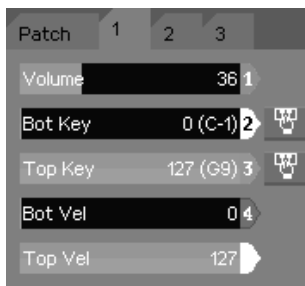 Patch 1 2 3
Volume 36 1
Bot Key 0 (C-1) 2
Top Key 127 (G9) 3
Bot Vel 0 4
Top Vel 127